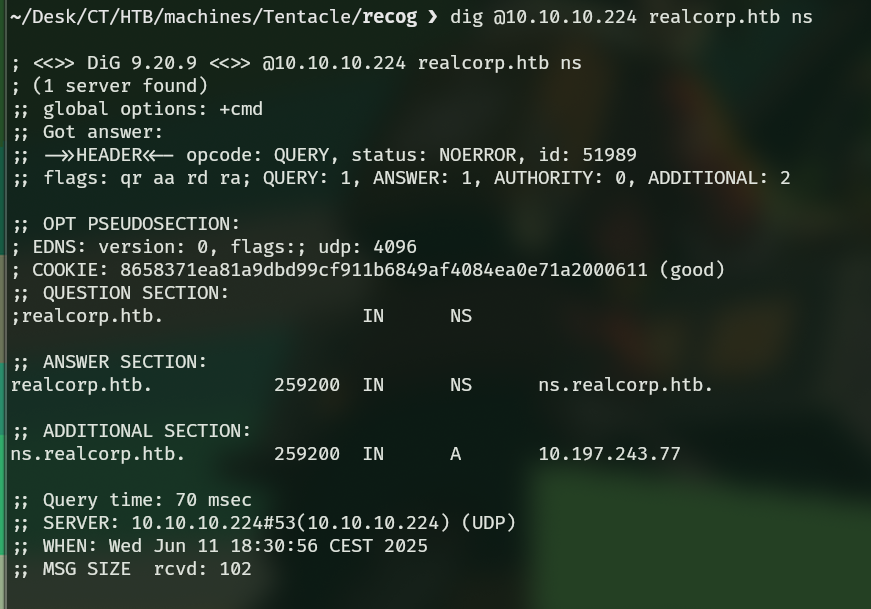 ~/Desk/CT/HTB/machines/Tentacle/recog ❯ dig @10.10.10.224 realcorp.htb ns
; <<>> DiG 9.20.9 <<>> @10.10.10.224 realcorp.htb ns
; (1 server found)
;; global options: +cmd
;; Got answer:
;; ->>HEADER<<- opcode: QUERY, status: NOERROR, id: 51989
;; flags: qr aa rd ra; QUERY: 1, ANSWER: 1, AUTHORITY: 0, ADDITIONAL: 2
;; OPT PSEUDOSECTION:
; EDNS: version: 0, flags:; udp: 4096
; COOKIE: 8658371ea81a9dbd99cf911b6849af4084ea0e71a2000611 (good)
;; QUESTION SECTION:
;realcorp.htb. IN NS
;; ANSWER SECTION:
realcorp.htb. 259200 IN NS ns.realcorp.htb.
;; ADDITIONAL SECTION:
ns.realcorp.htb. 259200 IN A 10.197.243.77
;; Query time: 70 msec
;; SERVER: 10.10.10.224#53(10.10.10.224) (UDP)
;; WHEN: Wed Jun 11 18:30:56 CEST 2025
;; MSG SIZE rcvd: 102